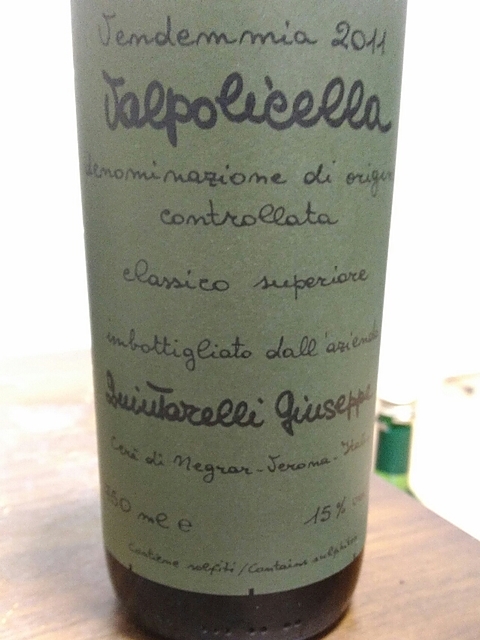 Vendemmia 2011
Valpolicella
denominazione di origin
controllata
classico superiore
imbottigliato dall'azienda
Quintarelli Giuseppe
Cerè di Negrar - Verona - Ital
750 ml e 15% vol
Contiene solfiti / Contains sulphites